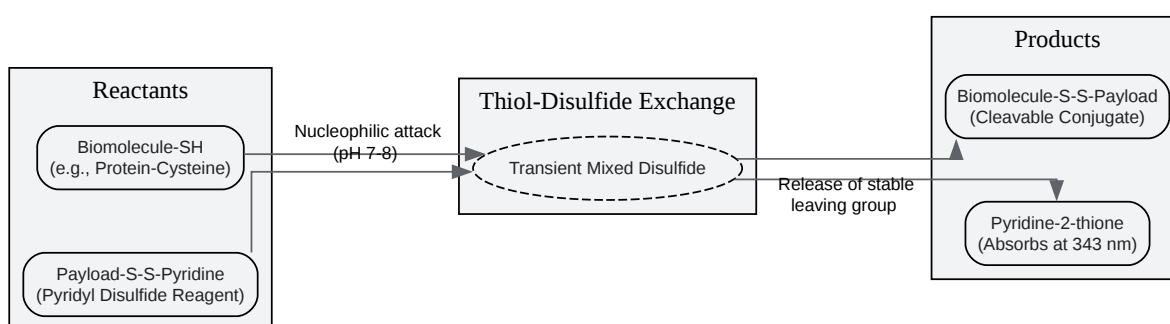 Reactants
Biomolecule-SH
(e.g., Protein-Cysteine)
Payload-S-S-Pyridine
(Pyridyl Disulfide Reagent)
Nucleophilic attack
(pH 7-8)
Thiol-Disulfide Exchange
Transient Mixed Disulfide
Release of stable
leaving group
Products
Biomolecule-S-S-Payload
(Cleavable Conjugate)
Pyridine-2-thione
(Absorbs at 343 nm)